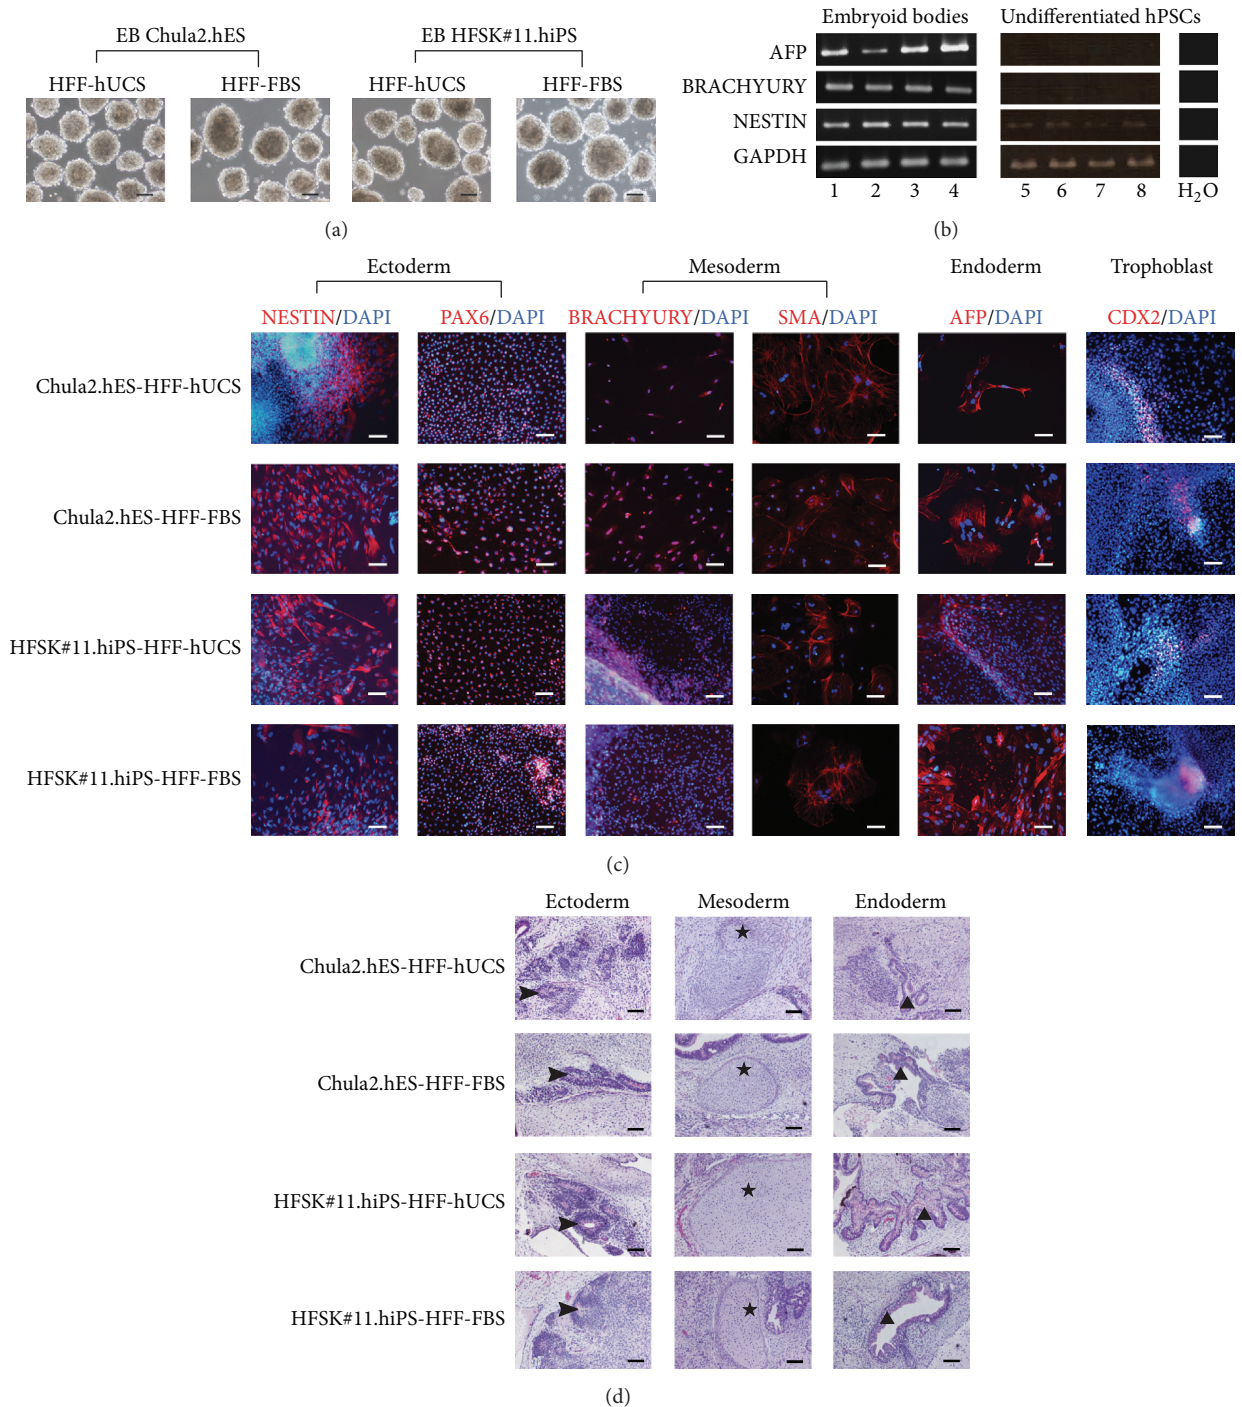 EB Chula2.hES
EB HFSK#11.hiPS
HFF-hUCS
HFF-FBS
HFF-hUCS
HFF-FBS
(a)
Embryoid bodies
Undifferentiated hPSCs
AFP
BRACHYURY
NESTIN
GAPDH
1 2 3 4 5 6 7 8 H₂O
(b)
Ectoderm
Mesoderm
Endoderm
Trophoblast
NESTIN/DAPI
PAX6/DAPI
BRACHYURY/DAPI
SMA/DAPI
AFP/DAPI
CDX2/DAPI
Chula2.hES-HFF-hUCS
Chula2.hES-HFF-FBS
HFSK#11.hiPS-HFF-hUCS
HFSK#11.hiPS-HFF-FBS
(c)
Ectoderm
Mesoderm
Endoderm
Chula2.hES-HFF-hUCS
Chula2.hES-HFF-FBS
HFSK#11.hiPS-HFF-hUCS
HFSK#11.hiPS-HFF-FBS
(d)